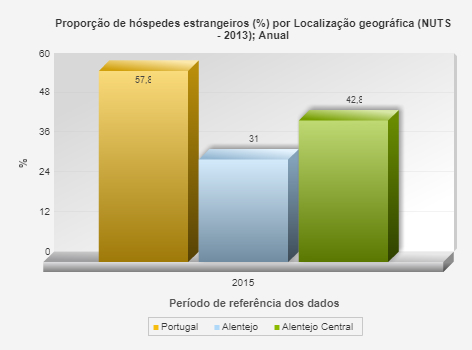 Proporção de hóspedes estrangeiros (%) por Localização geográfica (NUTS
- 2013); Anual
60
57,8
48
42,8
36
31
24
12
0
%
2015
Período de referência dos dados
Portugal
Alentejo
Alentejo Central